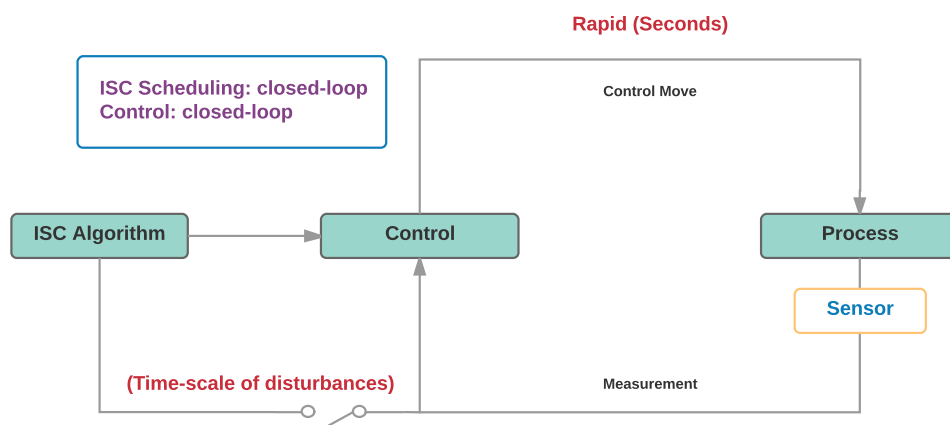 Rapid (Seconds)
ISC Scheduling: closed-loop
Control: closed-loop
Control Move
ISC Algorithm
Control
Process
Sensor
(Time-scale of disturbances)
Measurement